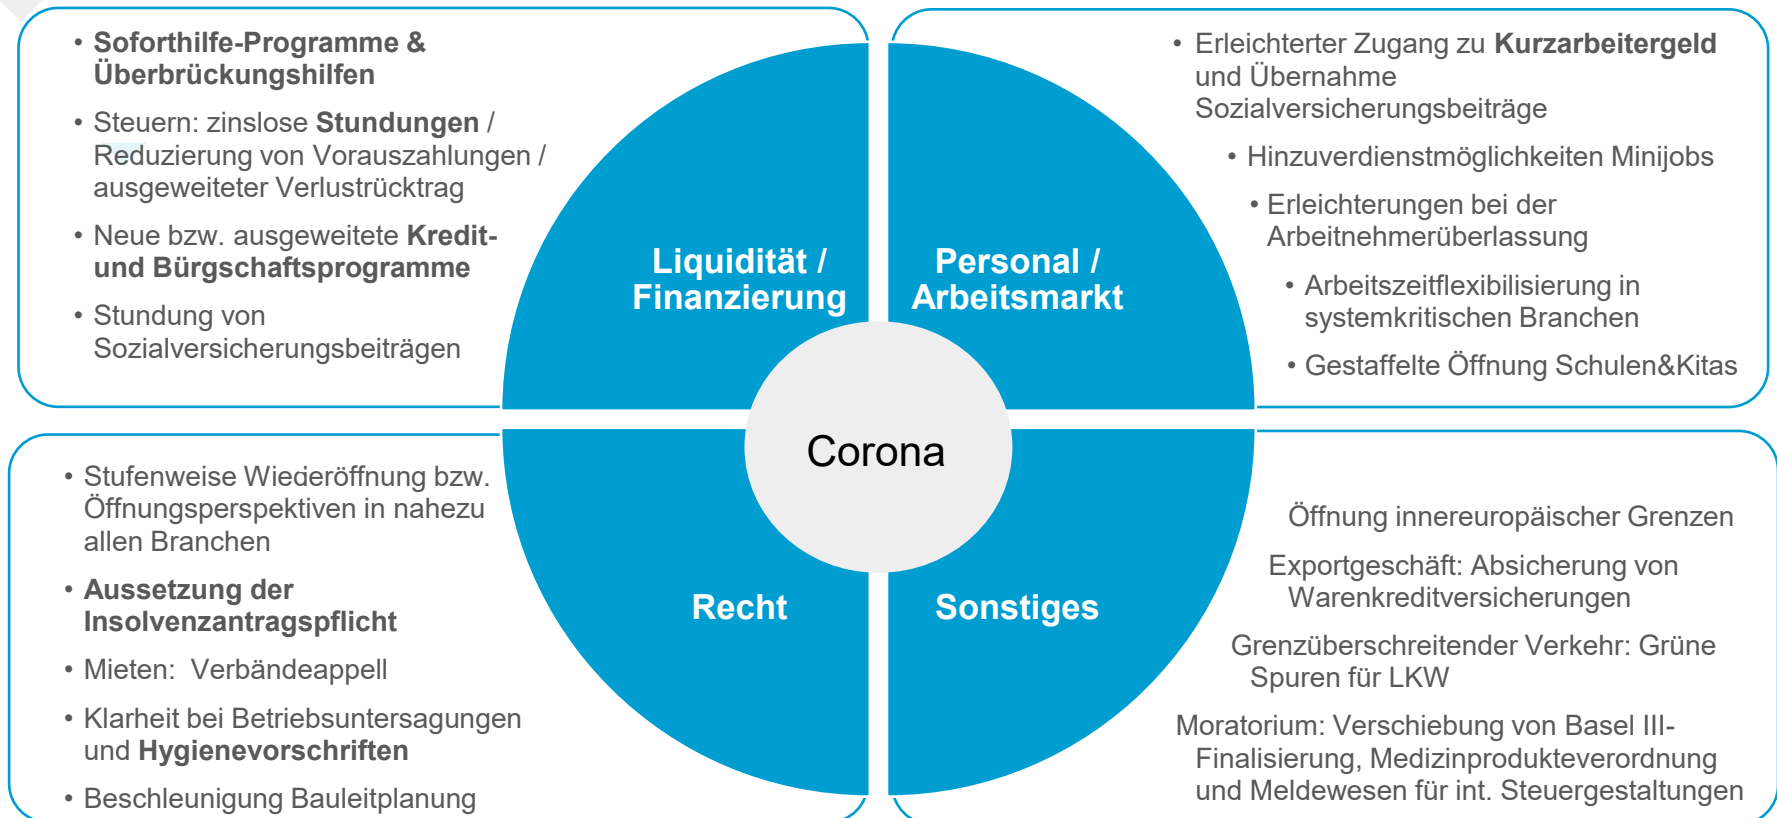 • Soforthilfe-Programme &
Überbrückungshilfen
• Steuern: zinslose Stundungen /
Reduzierung von Vorauszahlungen /
ausgeweiteter Verlustrücktrag
• Neue bzw. ausgeweitete Kredit-
und Bürgschaftsprogramme
• Stundung von
Sozialversicherungsbeiträgen
Liquidität /
Finanzierung
Personal /
Arbeitsmarkt
• Erleichterter Zugang zu Kurzarbeitergeld
und Übernahme
Sozialversicherungsbeiträge
• Hinzuverdienstmöglichkeiten Minijobs
• Erleichterungen bei der
Arbeitnehmerüberlassung
• Arbeitszeitflexibilisierung in
systemkritischen Branchen
• Gestaffelte Öffnung Schulen&Kitas
Corona
• Stufenweise Wiederöffnung bzw.
Öffnungsperspektiven in nahezu
allen Branchen
• Aussetzung der
Insolvenzantragspflicht
• Mieten: Verbändeappell
• Klarheit bei Betriebsuntersagungen
und Hygienevorschriften
• Beschleunigung Bauleitplanung
Recht
Sonstiges
Öffnung innereuropäischer Grenzen
Exportgeschäft: Absicherung von
Warenkreditversicherungen
Grenzüberschreitender Verkehr: Grüne
Spuren für LKW
Moratorium: Verschiebung von Basel III-
Finalisierung, Medizinprodukteverordnung
und Meldewesen für int. Steuergestaltungen